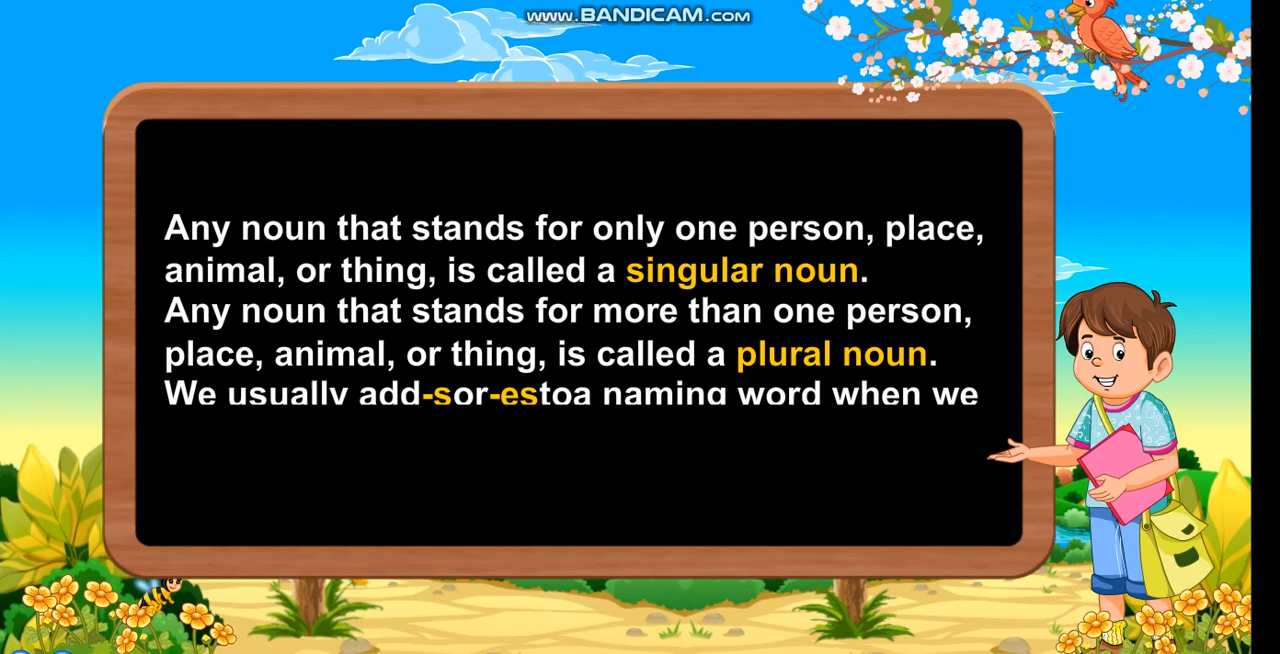 www.BANDICAM.com
Any noun that stands for only one person, place,
animal, or thing, is called a singular noun.
Any noun that stands for more than one person,
place, animal, or thing, is called a plural noun.
We usually add-sor-estoa naming word when we